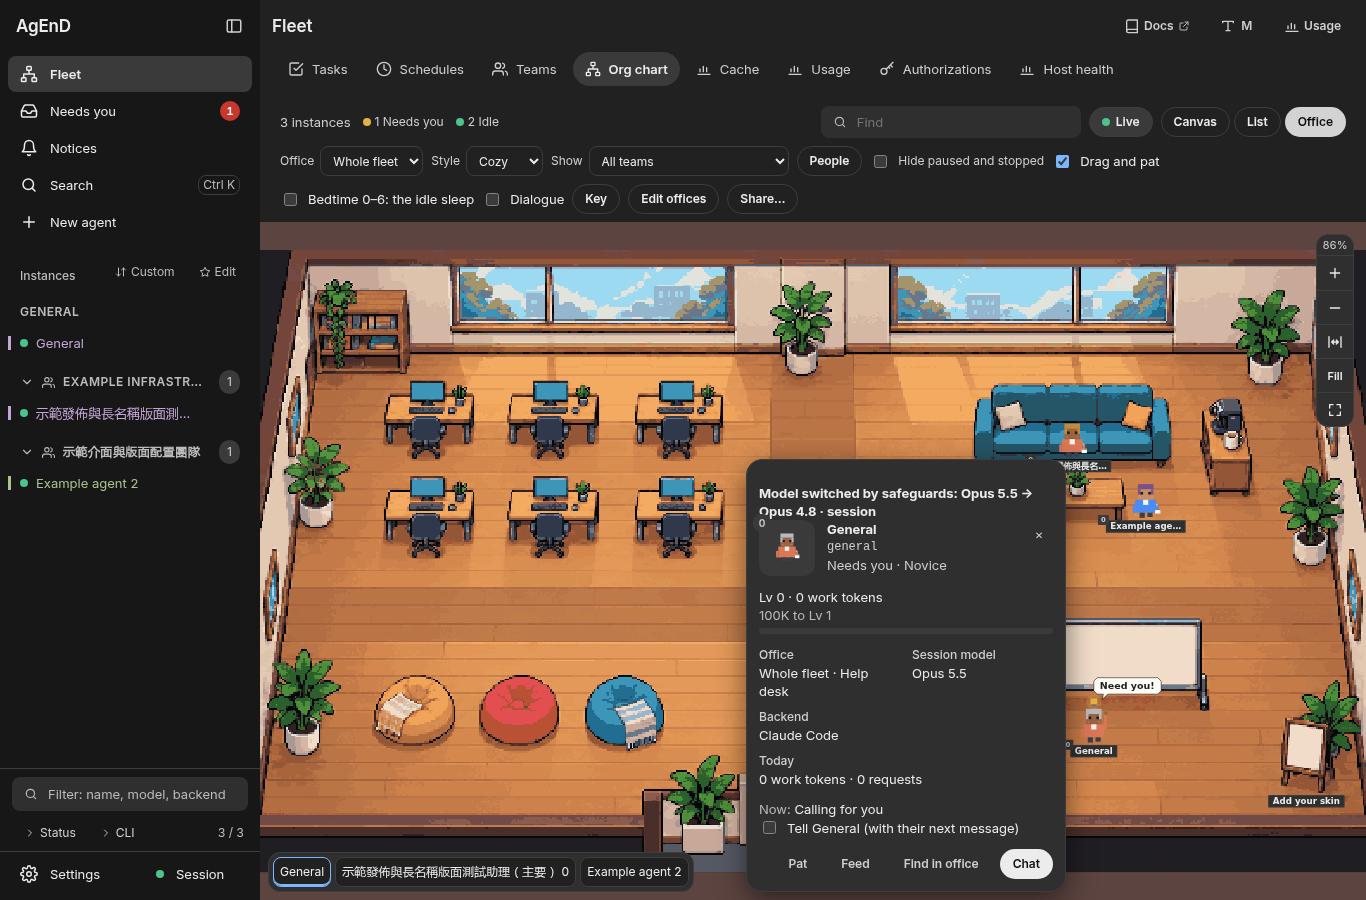 AgEnD
Fleet
Needs you
1
Notices
Search
Ctrl K
New agent
Instances
Custom
Edit
GENERAL
General
EXAMPLE INFRASTR...
1
示範發佈與長名稱版面測...
示範介面與版面配置團隊
1
Example agent 2
Filter: name, model, backend
Status
CLI
3 / 3
Settings
Session
Fleet
Docs
M
Usage
Tasks
Schedules
Teams
Org chart
Cache
Usage
Authorizations
Host health
3 instances
1 Needs you
2 Idle
Find
Live
Canvas
List
Office
Office
Whole fleet
Style
Cozy
Show
All teams
People
Hide paused and stopped
Drag and pat
Bedtime 0–6: the idle sleep
Dialogue
Key
Edit offices
Share...
86%
Fill
佈與長名...
0 Example age...
Model switched by safeguards: Opus 5.5 →
Opus 4.8 · session
0
General
general
Needs you · Novice
×
Lv 0 · 0 work tokens
100K to Lv 1
Office
Session model
Whole fleet · Help
desk
Opus 5.5
Backend
Claude Code
Today
0 work tokens · 0 requests
Now: Calling for you
Tell General (with their next message)
Pat
Feed
Find in office
Chat
Need you!
General
Add your skin
General
示範發佈與長名稱版面測試助理（主要） 0
Example agent 2